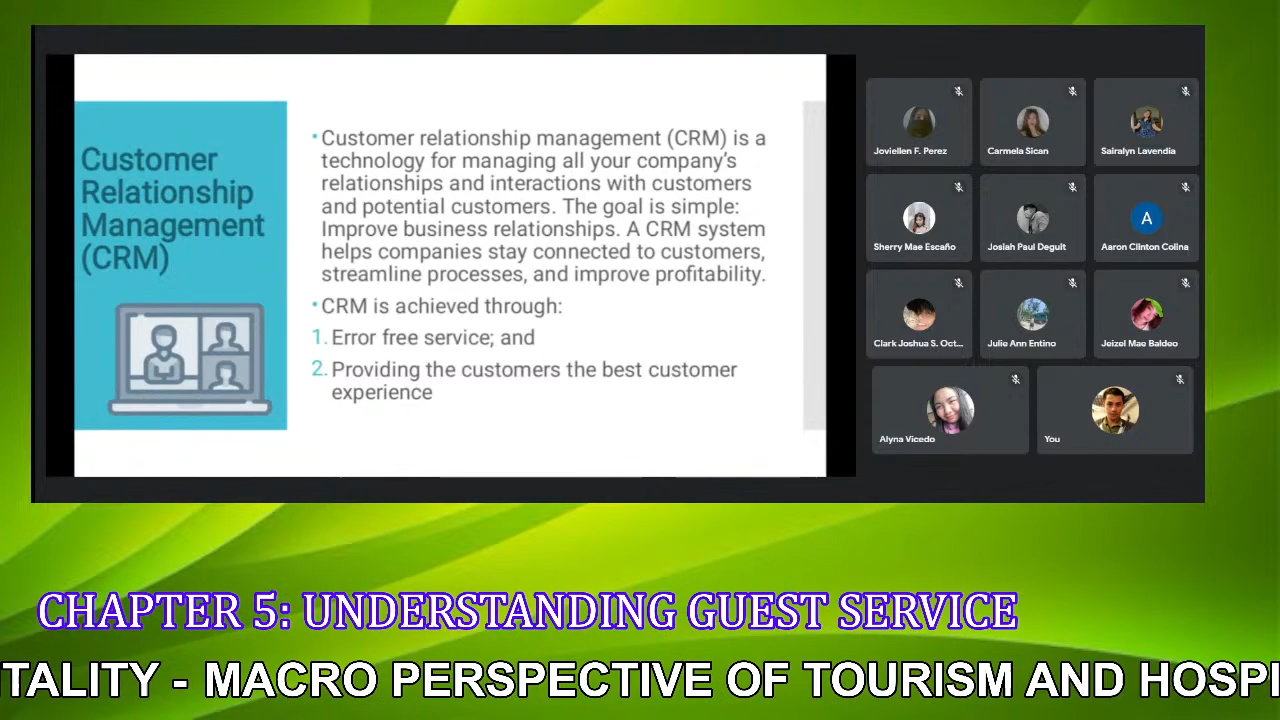 Customer
Relationship
Management
(CRM)
• Customer relationship management (CRM) is a
technology for managing all your company's
relationships and interactions with customers
and potential customers. The goal is simple:
Improve business relationships. A CRM system
helps companies stay connected to customers,
streamline processes, and improve profitability.
• CRM is achieved through:
1. Error free service; and
2. Providing the customers the best customer
experience
Joviellen F. Perez
Carmela Sican
Sairalyn Lavendia
Sherry Mae Escaño
Josiah Paul Degult
A
Aaron Clinton Colina
Clark Joshua S. Oct...
Julie Ann Entino
Jeizel Mae Baldeo
Alyna Vicedo
You
CHAPTER 5: UNDERSTANDING GUEST SERVICE
ITALITY - MACRO PERSPECTIVE OF TOURISM AND HOSPI